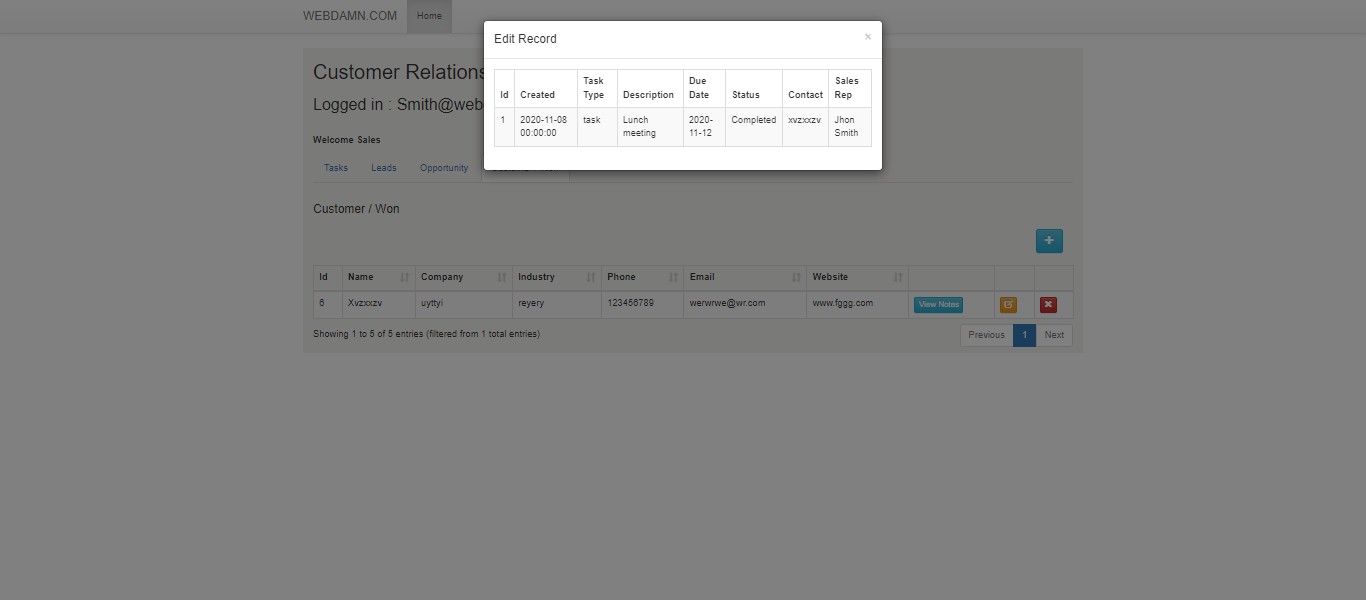 WEBDAMN.COM Home
Edit Record ×
Id Created Task Type Description Due Date Status Contact Sales Rep
1 2020-11-08 00:00:00 task Lunch meeting 2020-11-12 Completed xvzxxzv Jhon Smith
Customer Relations
Logged in : Smith@web
Welcome Sales
Tasks Leads Opportunity
Customer / Won
+
Id Name Company Industry Phone Email Website
6 Xvzxxzv uyttyi reyery 123456789 werwrwe@wr.com www.fggg.com View Notes
Showing 1 to 5 of 5 entries (filtered from 1 total entries) Previous 1 Next